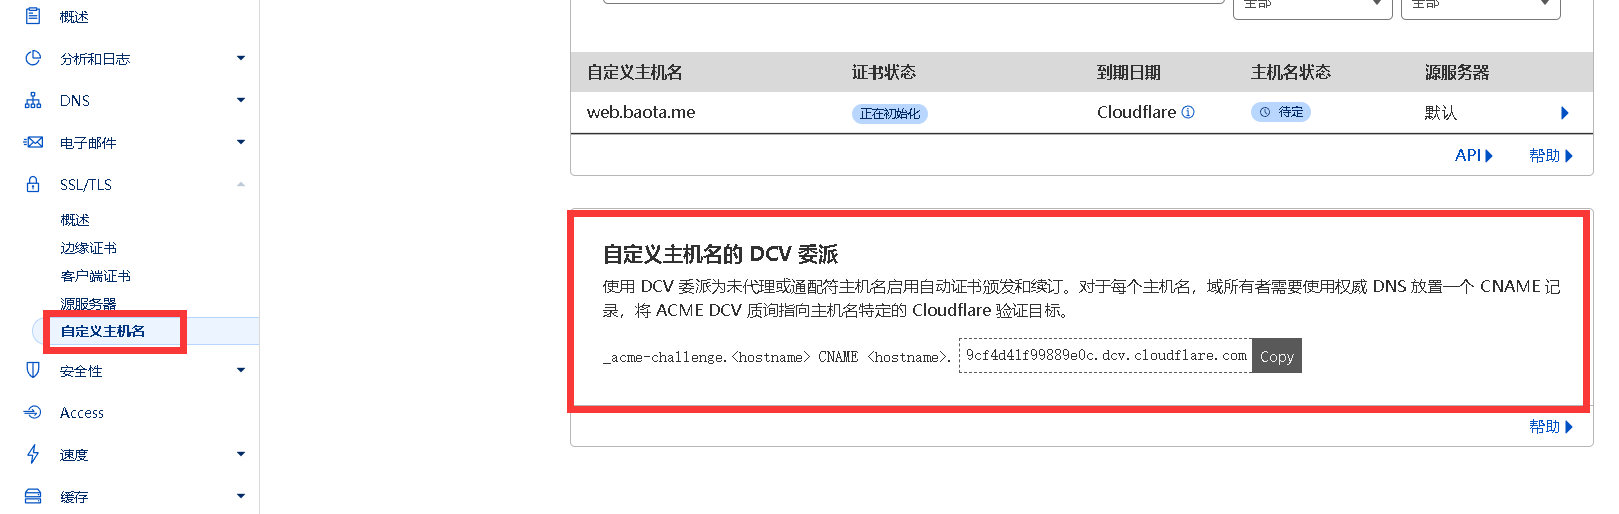 概述
分析和日志
DNS
电子邮件
SSL/TLS
概述
边缘证书
客户端证书
源服务器
自定义主机名
安全性
Access
速度
缓存
全部 全部
自定义主机名 证书状态 到期日期 主机名状态 源服务器
web.baota.me 正在初始化 Cloudflare 待定 默认
API 帮助
自定义主机名的 DCV 委派
使用 DCV 委派为未代理或通配符主机名启用自动证书颁发和续订。对于每个主机名，域所有者需要使用权威 DNS 放置一个 CNAME 记
录，将 ACME DCV 质询指向主机名特定的 Cloudflare 验证目标。
_acme-challenge.<hostname> CNAME <hostname>. 9cf4d41f99889e0c.dcv.cloudflare.com Copy
帮助